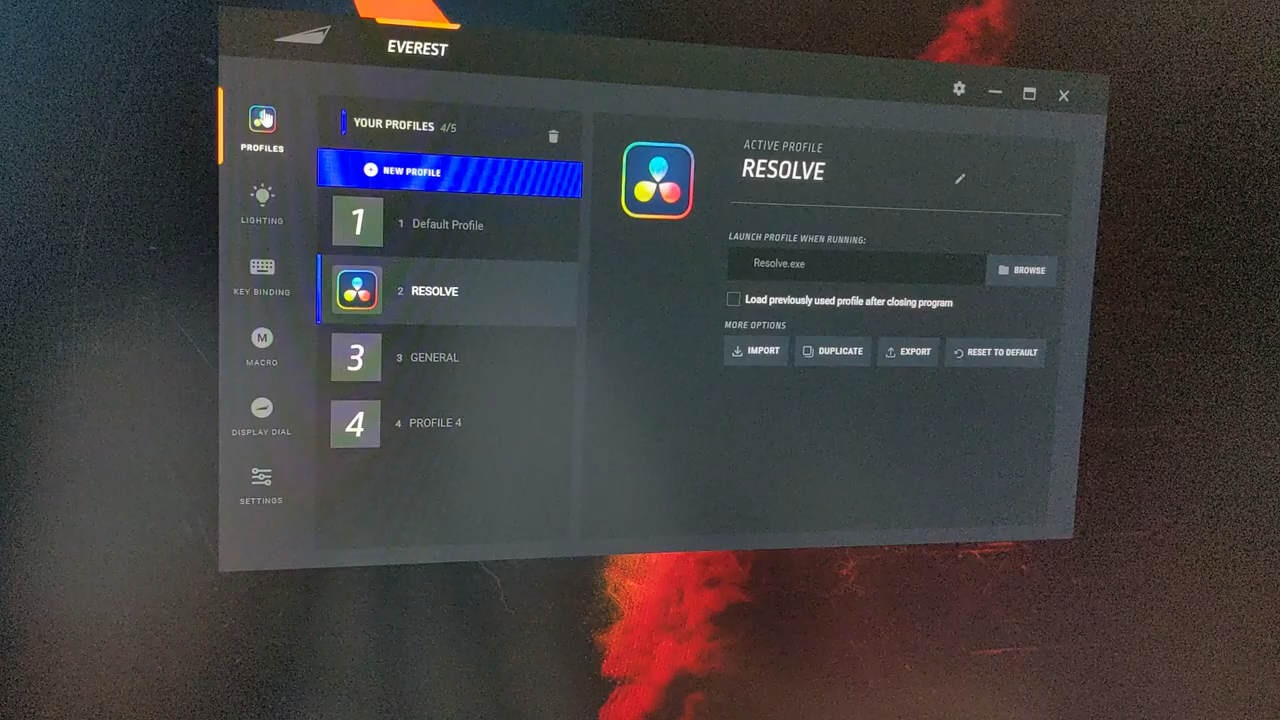 EVEREST
PROFILES
LIGHTING
KEY BINDING
M
MACRO
DISPLAY DIAL
SETTINGS
YOUR PROFILES 4/5
NEW PROFILE
1
1 Default Profile
2 RESOLVE
3
3 GENERAL
4
4 PROFILE 4
ACTIVE PROFILE
RESOLVE
LAUNCH PROFILE WHEN RUNNING:
Resolve.exe
BROWSE
Load previously used profile after closing program
MORE OPTIONS
IMPORT
DUPLICATE
EXPORT
RESET TO DEFAULT